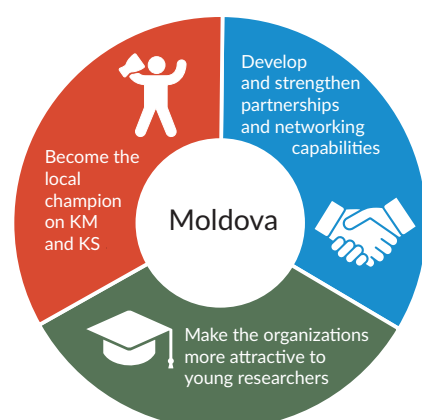 Become the
local
champion
on KM
and KS
Develop
and strengthen
partnerships
and networking
capabilities
Moldova
Make the organizations
more attractive to
young researchers